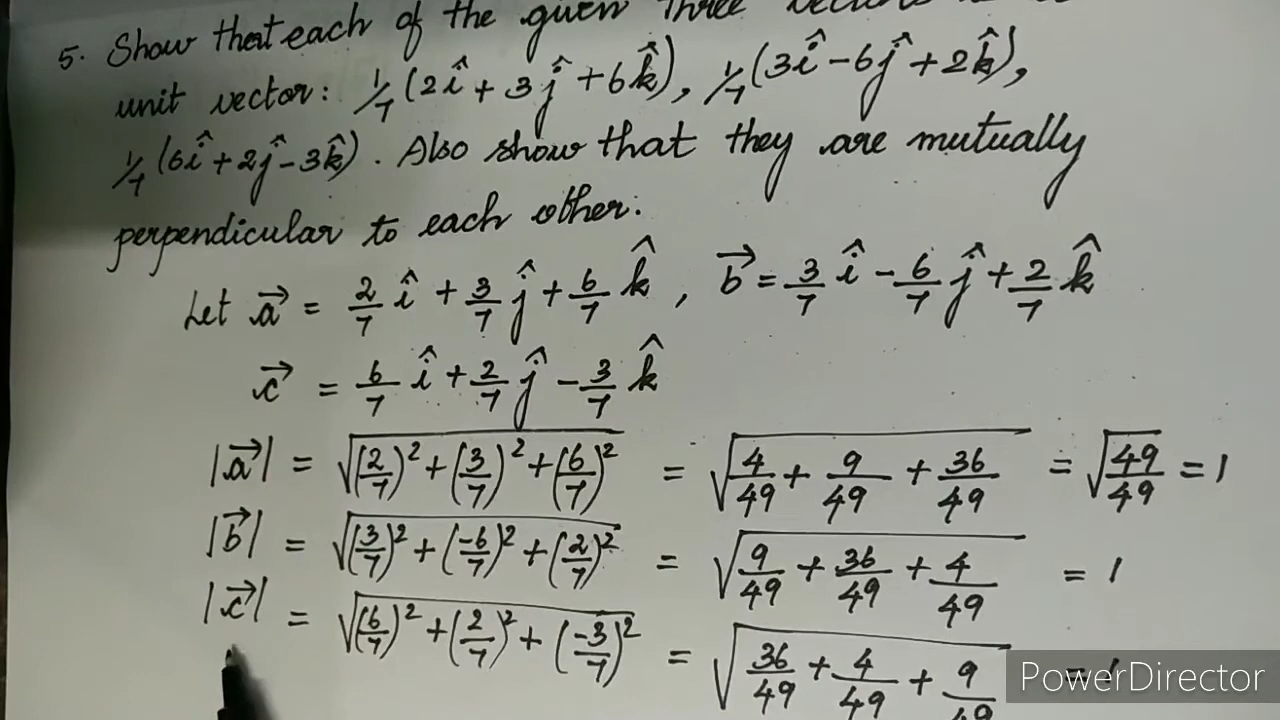 5. Show that each of the given three
unit vector: 1/7 (2î + 3ĵ + 6k̂), 1/7 (3î - 6ĵ + 2k̂),
1/7 (6î + 2ĵ - 3k̂). Also show that they are mutually
perpendicular to each other.
Let a⃗ = 2/7 î + 3/7 ĵ + 6/7 k̂, b⃗ = 3/7 î - 6/7 ĵ + 2/7 k̂
c⃗ = 6/7 î + 2/7 ĵ - 3/7 k̂
|a⃗| = √((2/7)² + (3/7)² + (6/7)²) = √(4/49 + 9/49 + 36/49) = √(49/49) = 1
|b⃗| = √((3/7)² + (-6/7)² + (2/7)²) = √(9/49 + 36/49 + 4/49) = 1
|c⃗| = √((6/7)² + (2/7)² + (-3/7)²) = √(36/49 + 4/49 + 9/49) = 1
PowerDirector